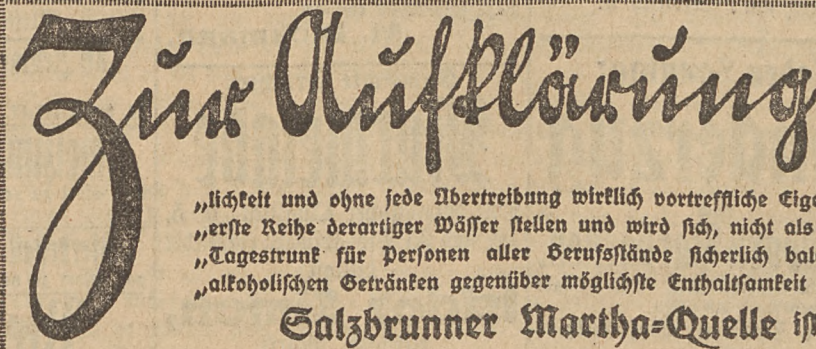 Zur Aufklärung
„lichkeit und ohne jede Übertreibung wirklich vortreffliche Eige
„erste Reihe derartiger Wässer stellen und wird sich, nicht als
„Tagestrunk für Personen aller Berufsstände sicherlich bal
„alkoholischen Getränken gegenüber möglichste Enthaltsamkeit
Salzbrunner Martha=Quelle is